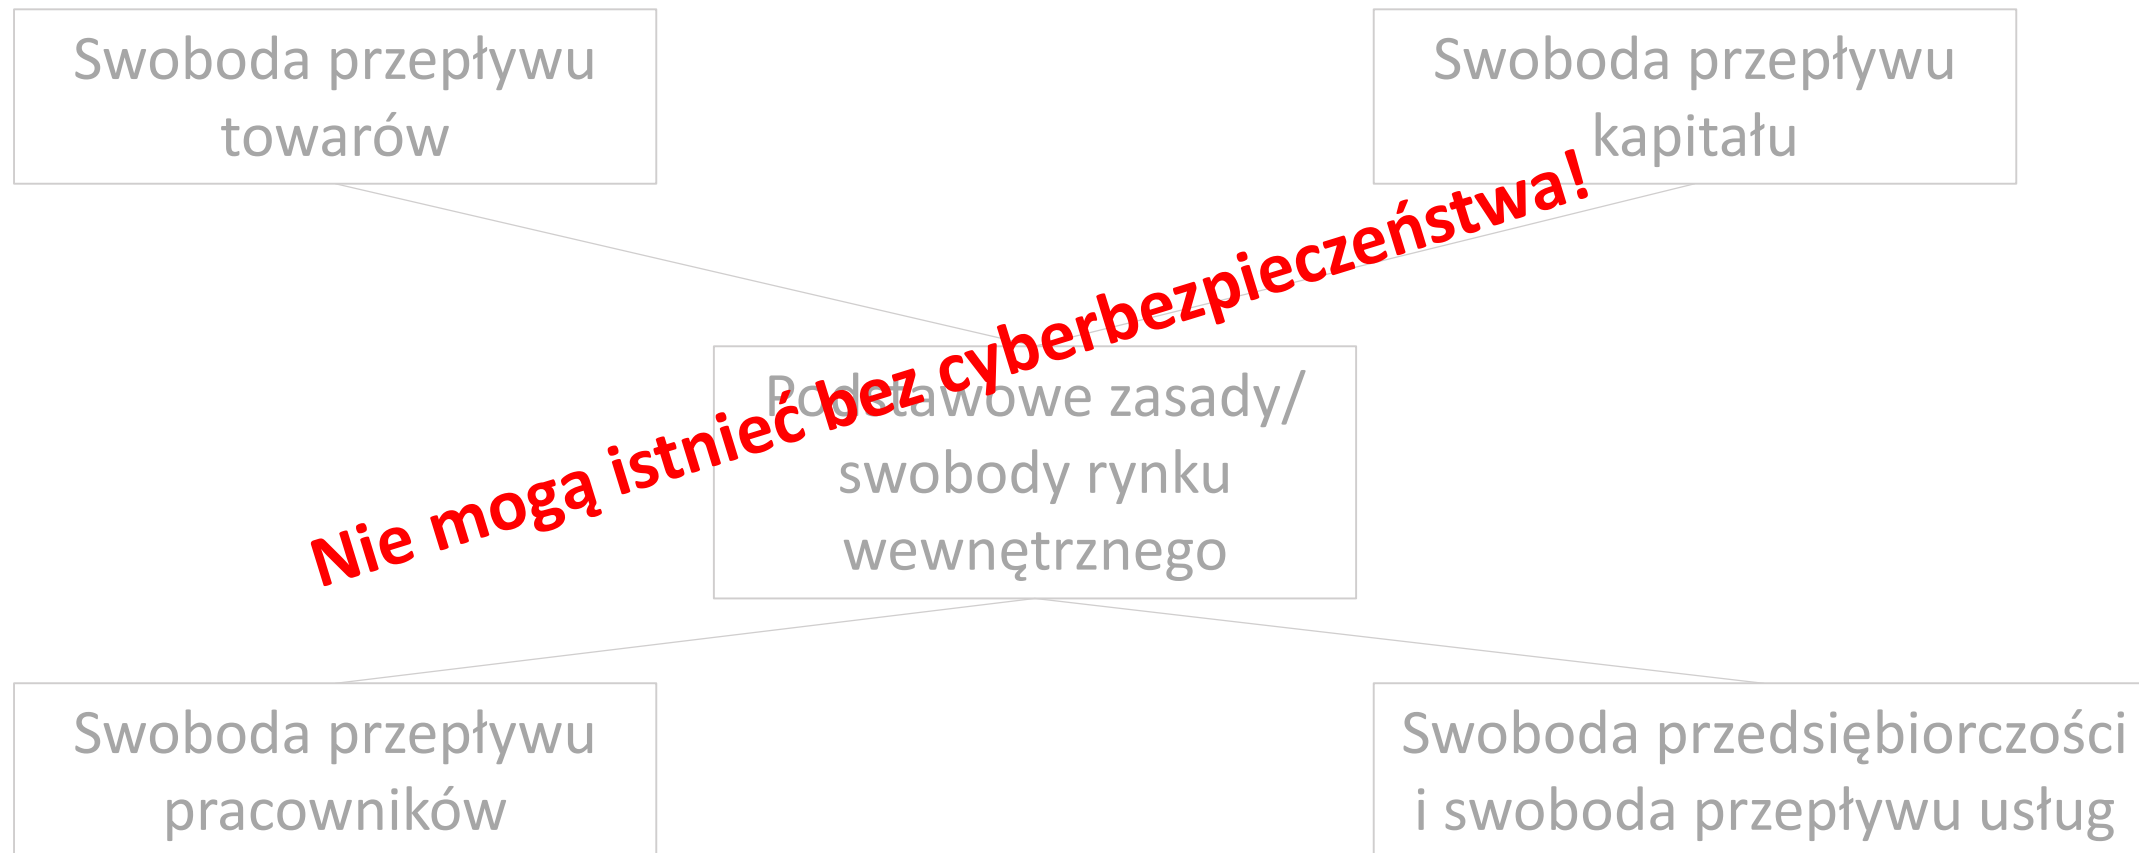 Swoboda przepływu
towarów
Swoboda przepływu
kapitału
Nie mogą istnieć bez cyberbezpieczeństwa!
Podstawowe zasady/
swobody rynku
wewnętrznego
Swoboda przepływu
pracowników
Swoboda przedsiębiorczości
i swoboda przepływu usług